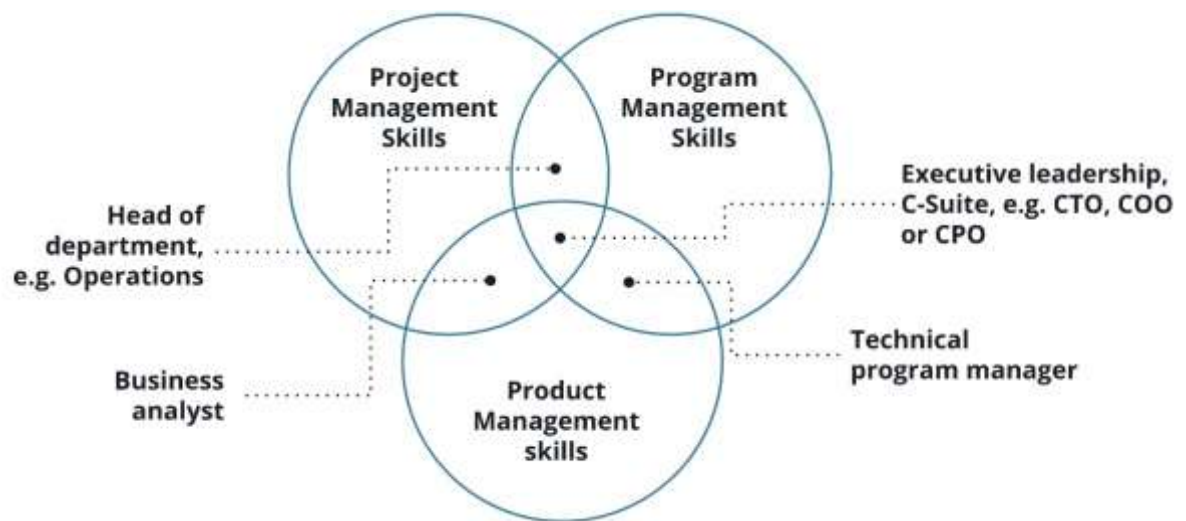 Project
Management
Skills
Program
Management
Skills
Executive leadership,
C-Suite, e.g. CTO, COO
or CPO
Head of
department,
e.g. Operations
Technical
program manager
Business
analyst
Product
Management
skills